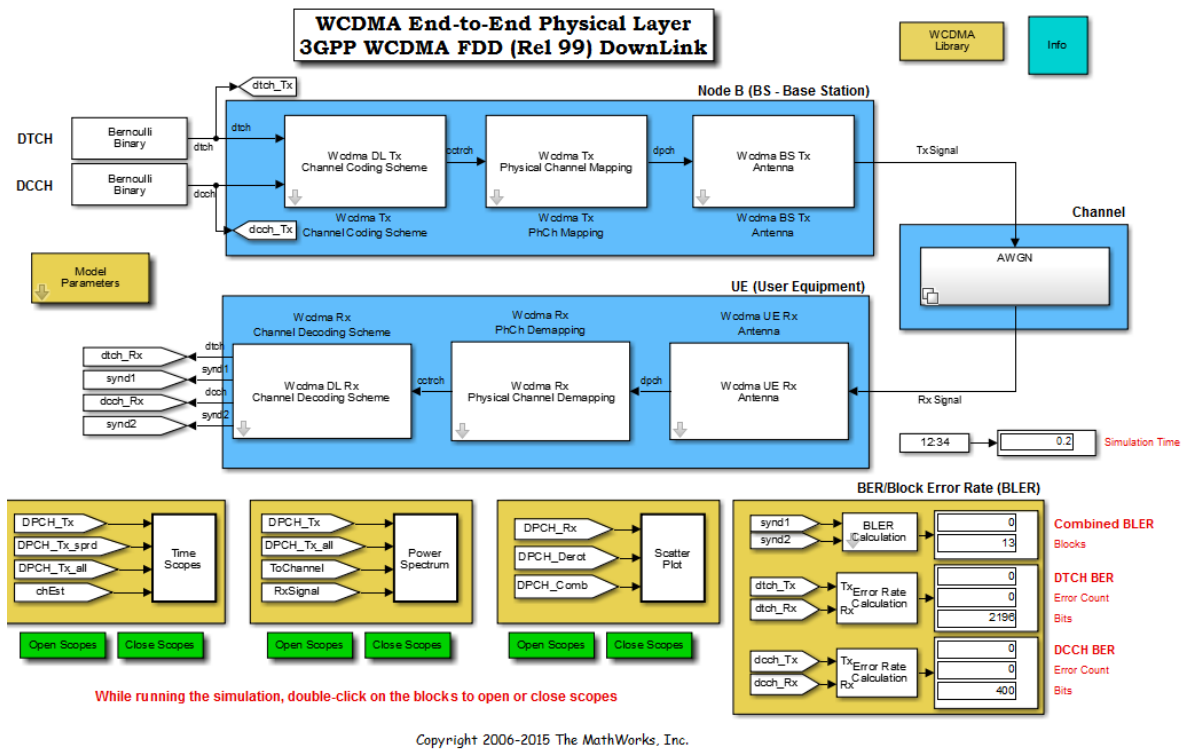 WCDMA End-to-End Physical Layer
3GPP WCDMA FDD (Rel 99) DownLink
WCDMA
Library
Info
dtch_Tx
Node B (BS - Base Station)
DTCH
Bernoulli
Binary
dtch
dtch
Wcdma DL Tx
Channel Coding Scheme
cctrch
Wcdma Tx
Physical Channel Mapping
dpch
Wcdma BS Tx
Antenna
TxSignal
DCCH
Bernoulli
Binary
dcch
dcch_Tx
Wcdma Tx
Channel Coding Scheme
Wcdma Tx
PhCh Mapping
Wcdma BS Tx
Antenna
Channel
AWGN
Model
Parameters
UE (User Equipment)
Wcdma Rx
Channel Decoding Scheme
Wcdma Rx
PhCh Demapping
Wcdma UE Rx
Antenna
dtch_Rx
synd1
dcch_Rx
synd2
dtch
synd1
dcch
synd2
Wcdma DL Rx
Channel Decoding Scheme
cctrch
Wcdma Rx
Physical Channel Demapping
dpch
Wcdma UE Rx
Antenna
Rx Signal
12:34
0.2
Simulation Time
BER/Block Error Rate (BLER)
DPCH_Tx
DPCH_Tx_sprd
DPCH_Tx_all
chEst
Time
Scopes
DPCH_Tx
DPCH_Tx_all
ToChannel
RxSignal
Power
Spectrum
DPCH_Rx
DPCH_Derot
DPCH_Comb
Scatter
Plot
synd1
synd2
BLER
Calculation
0
13
Combined BLER
Blocks
dtch_Tx
dtch_Rx
Tx
Rx
Error Rate
Calculation
0
0
2196
DTCH BER
Error Count
Bits
dcch_Tx
dcch_Rx
Tx
Rx
Error Rate
Calculation
0
0
400
DCCH BER
Error Count
Bits
Open Scopes
Close Scopes
Open Scopes
Close Scopes
Open Scopes
Close Scopes
While running the simulation, double-click on the blocks to open or close scopes
Copyright 2006-2015 The MathWorks, Inc.